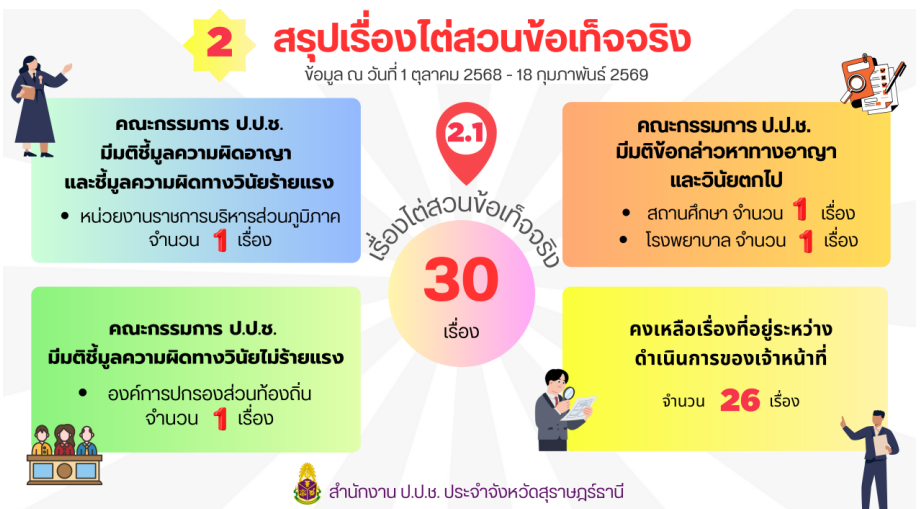 2
สรุปเรื่องไต่สวนข้อเท็จจริง
ข้อมูล ณ วันที่ 1 ตุลาคม 2568 - 18 กุมภาพันธ์ 2569
คณะกรรมการ ป.ป.ช.
มีมติชี้มูลความผิดอาญา
และชี้มูลความผิดทางวินัยร้ายแรง
• หน่วยงานราชการบริหารส่วนภูมิภาค
จำนวน 1 เรื่อง
2.1
เรื่องไต่สวนข้อเท็จจริง
30
เรื่อง
คณะกรรมการ ป.ป.ช.
มีมติข้อกล่าวหาทางอาญา
และวินัยตกไป
• สถานศึกษา จำนวน 1 เรื่อง
• โรงพยาบาล จำนวน 1 เรื่อง
คณะกรรมการ ป.ป.ช.
มีมติชี้มูลความผิดทางวินัยไม่ร้ายแรง
• องค์การปกรองส่วนท้องถิ่น
จำนวน 1 เรื่อง
คงเหลือเรื่องที่อยู่ระหว่าง
ดำเนินการของเจ้าหน้าที่
จำนวน 26 เรื่อง
สำนักงาน ป.ป.ช. ประจำจังหวัดสุราษฎร์ธานี